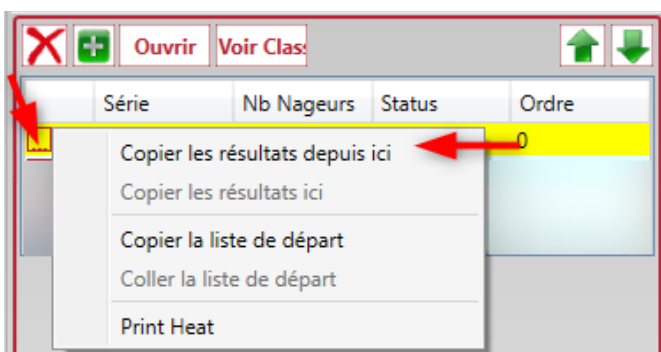 Ouvrir Voir Clas
Série Nb Nageurs Status Ordre
... 0
Copier les résultats depuis ici
Copier les résultats ici
Copier la liste de départ
Coller la liste de départ
Print Heat